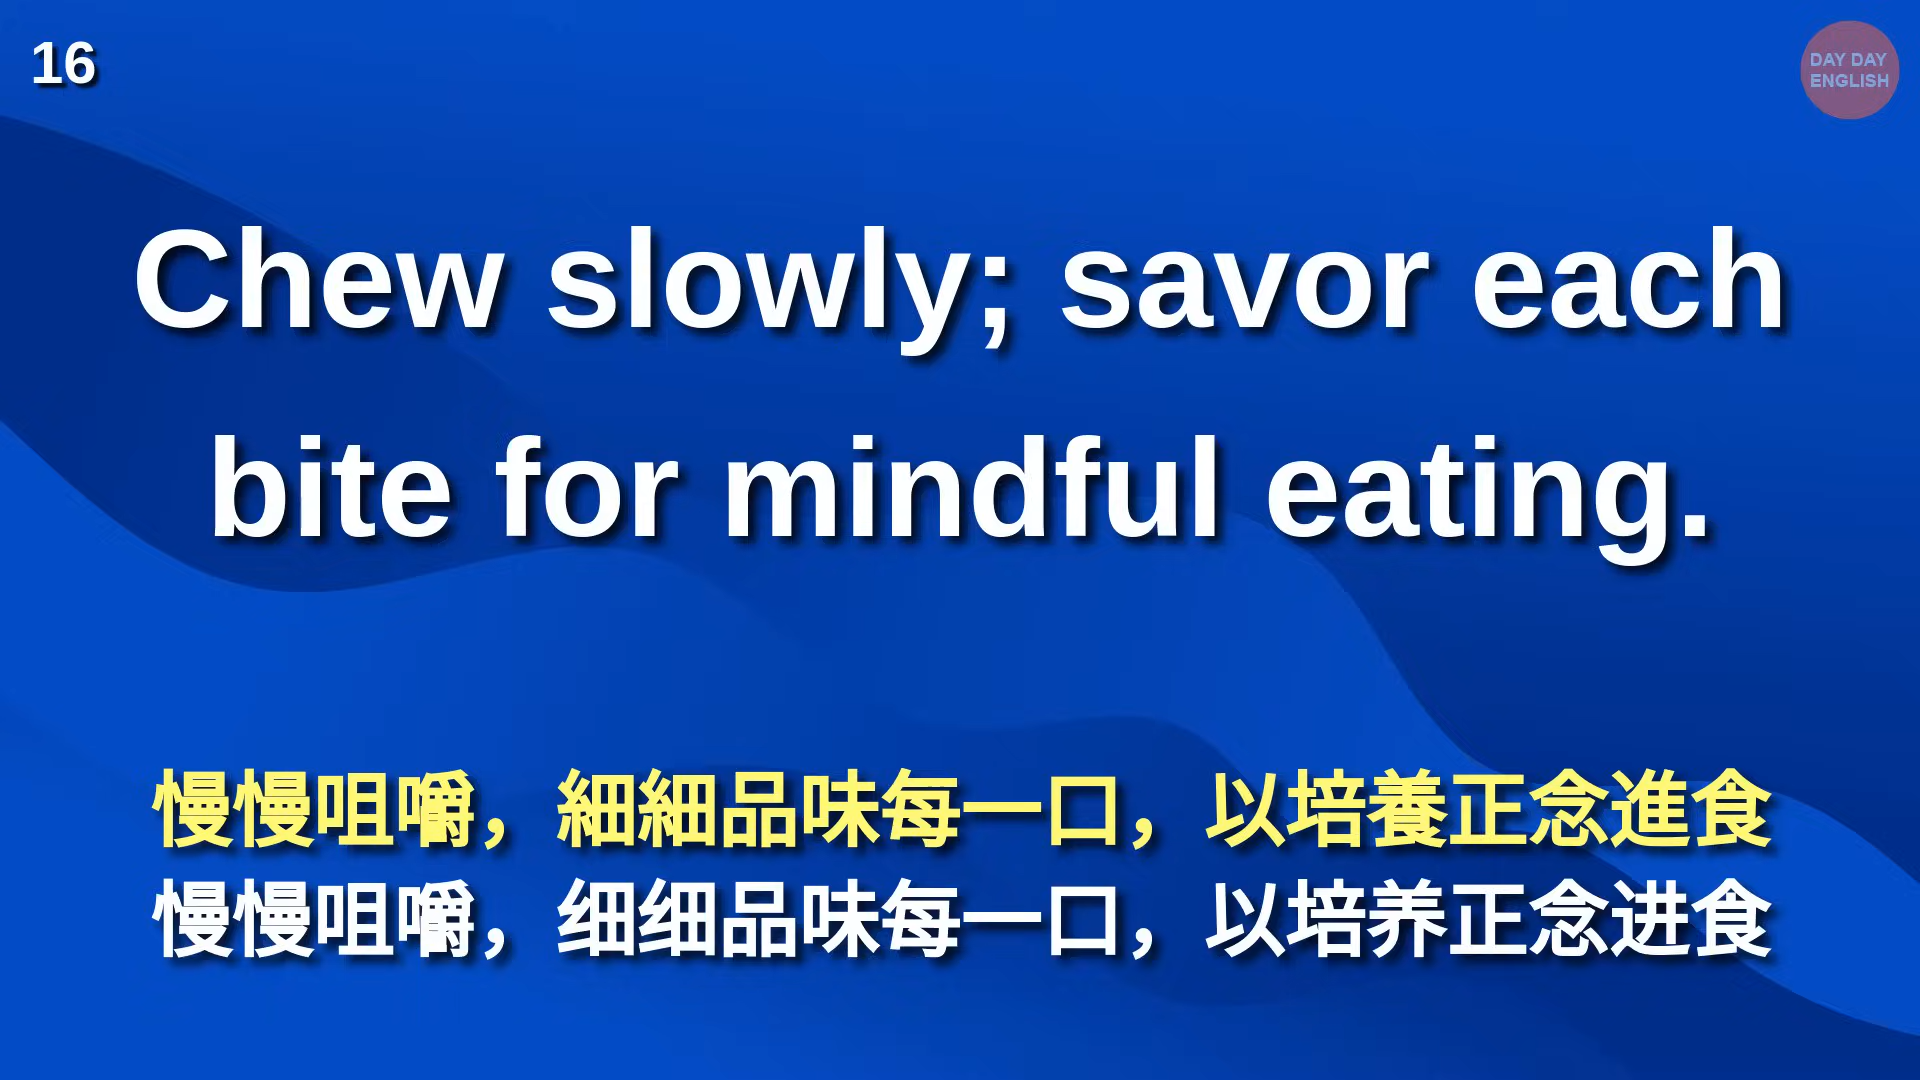 16
DAY DAY
ENGLISH
Chew slowly; savor each
bite for mindful eating.
慢慢咀嚼，細細品味每一口，以培養正念進食
慢慢咀嚼，细细品味每一口，以培养正念进食